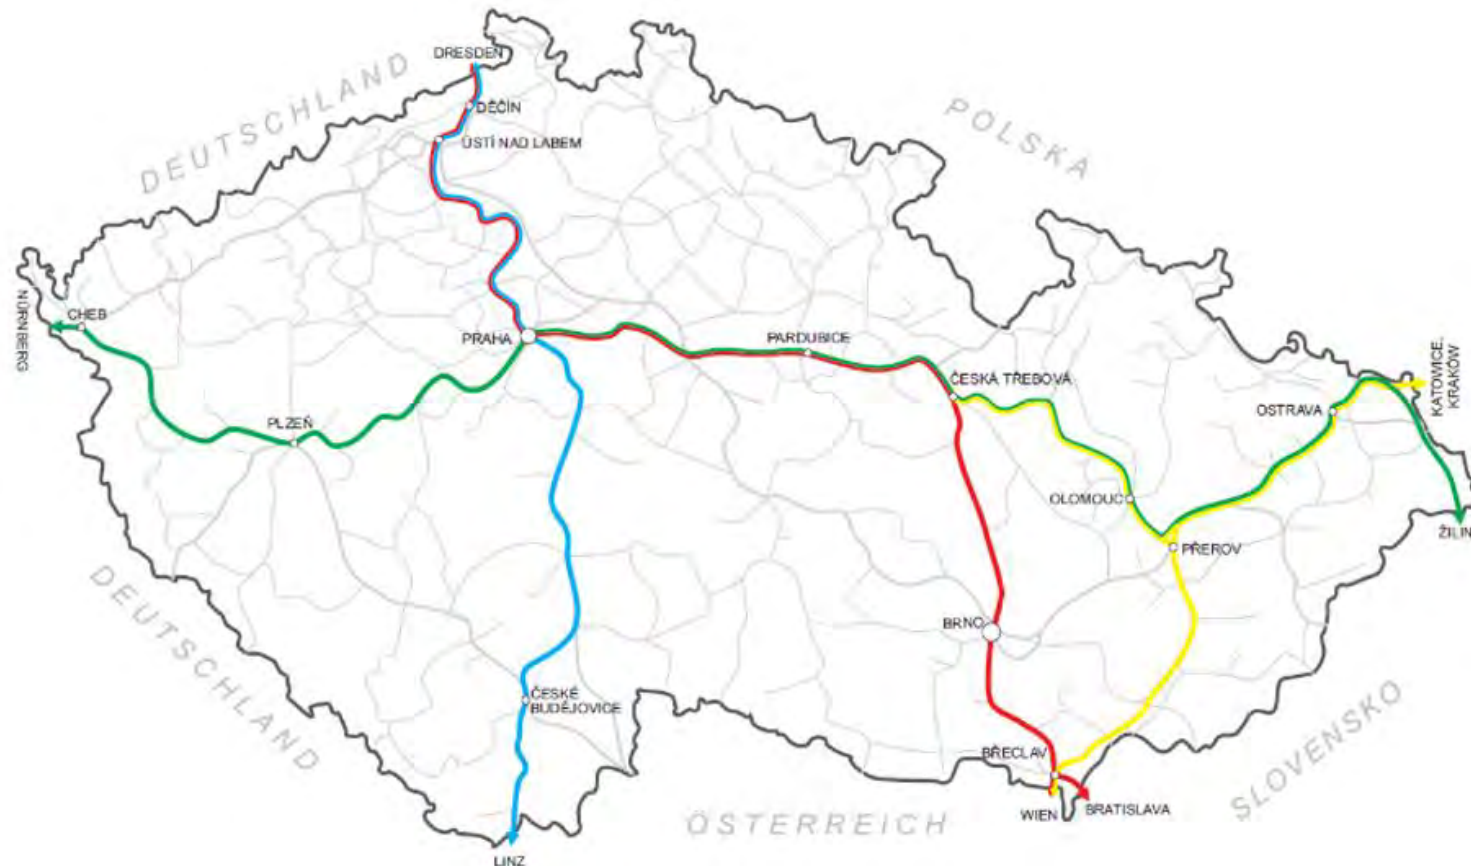 DRESDEN
DEUTSCHLAND
DĚČÍN
ÚSTÍ NAD LABEM
POLSKA
NÜRNBERG
CHEB
PRAHA
PARDUBICE
ČESKÁ TŘEBOVÁ
KATOWICE,
KRAKÓW
OSTRAVA
PLZEŇ
OLOMOUC
ŽILIN
PŘEROV
DEUTSCHLAND
BRNO
ČESKÉ
BUDĚJOVICE
BŘECLAV
SLOVENSKO
WIEN
BRATISLAVA
ÖSTERREICH
LINZ